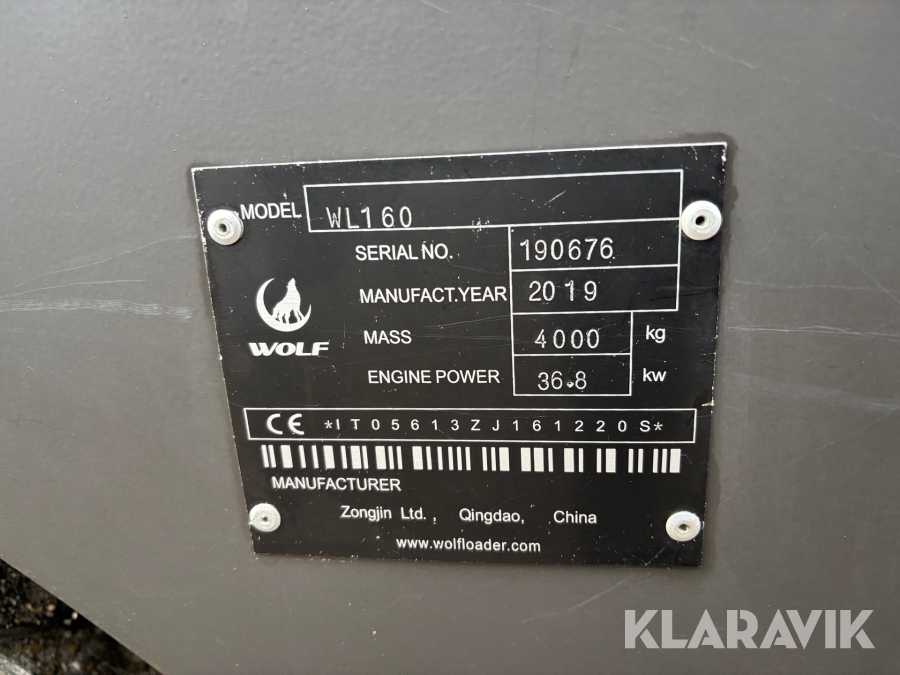 MODEL WL160
SERIAL NO. 190676
MANUFACT.YEAR 2019
MASS 4000 kg
WOLF
ENGINE POWER 36.8 kw
CE *IT05613ZJ161220S*
MANUFACTURER
Zongjin Ltd., Qingdao, China
www.wolfloader.com
KLARAVIK